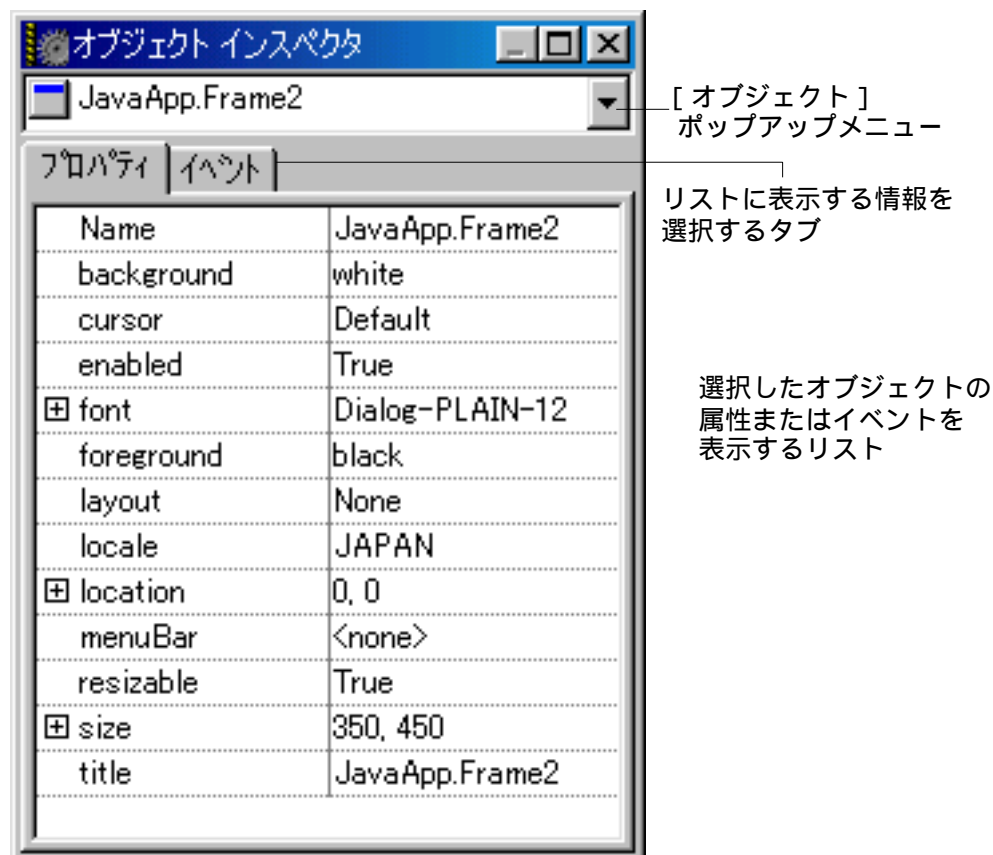 オブジェクト インスペクタ
JavaApp.Frame2
[ オブジェクト ]
ポップアップメニュー
プロパティ イベント
リストに表示する情報を
選択するタブ
Name JavaApp.Frame2
background white
cursor Default
enabled True
font Dialog-PLAIN-12
foreground black
layout None
locale JAPAN
location 0, 0
menuBar <none>
resizable True
size 350, 450
title JavaApp.Frame2
選択したオブジェクトの
属性またはイベントを
表示するリスト